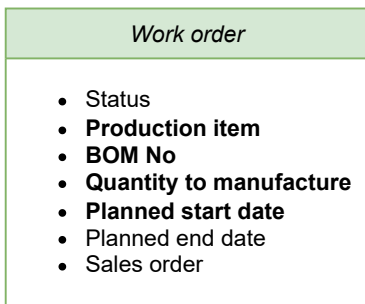 Work order
• Status
• Production item
• BOM No
• Quantity to manufacture
• Planned start date
• Planned end date
• Sales order